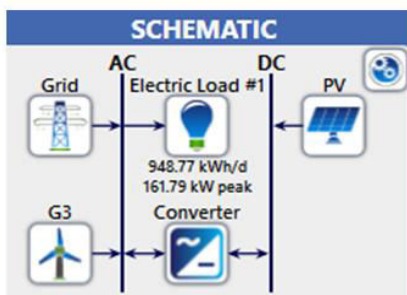 SCHEMATIC
AC DC
Grid Electric Load #1 PV
948.77 kWh/d
161.79 kW peak
G3 Converter